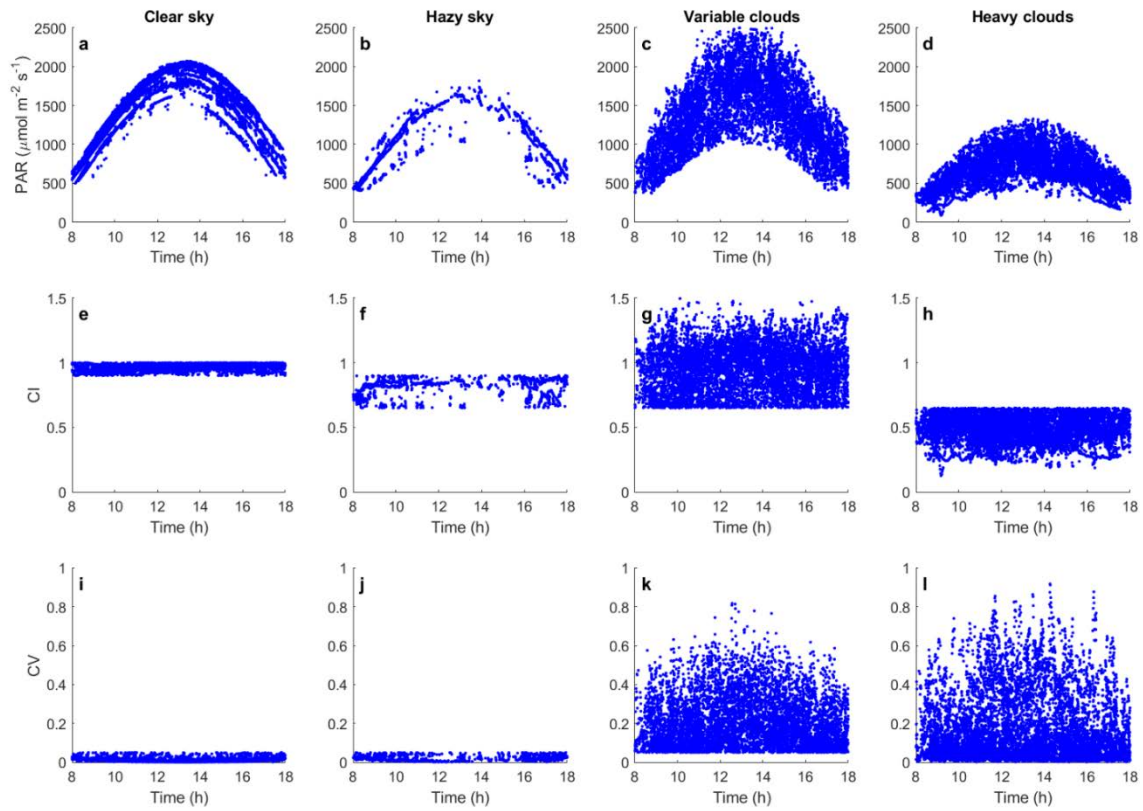 Clear sky
Hazy sky
Variable clouds
Heavy clouds
a
b
c
d
PAR (μmol m⁻² s⁻¹)
2500
2000
1500
1000
500
0
8 10 12 14 16 18
Time (h)
2500
2000
1500
1000
500
0
8 10 12 14 16 18
Time (h)
2500
2000
1500
1000
500
0
8 10 12 14 16 18
Time (h)
2500
2000
1500
1000
500
0
8 10 12 14 16 18
Time (h)
e
f
g
h
CI
1.5
1
0.5
0
8 10 12 14 16 18
Time (h)
1.5
1
0.5
0
8 10 12 14 16 18
Time (h)
1.5
1
0.5
0
8 10 12 14 16 18
Time (h)
1.5
1
0.5
0
8 10 12 14 16 18
Time (h)
i
j
k
l
CV
1
0.8
0.6
0.4
0.2
0
8 10 12 14 16 18
Time (h)
1
0.8
0.6
0.4
0.2
0
8 10 12 14 16 18
Time (h)
1
0.8
0.6
0.4
0.2
0
8 10 12 14 16 18
Time (h)
1
0.8
0.6
0.4
0.2
0
8 10 12 14 16 18
Time (h)